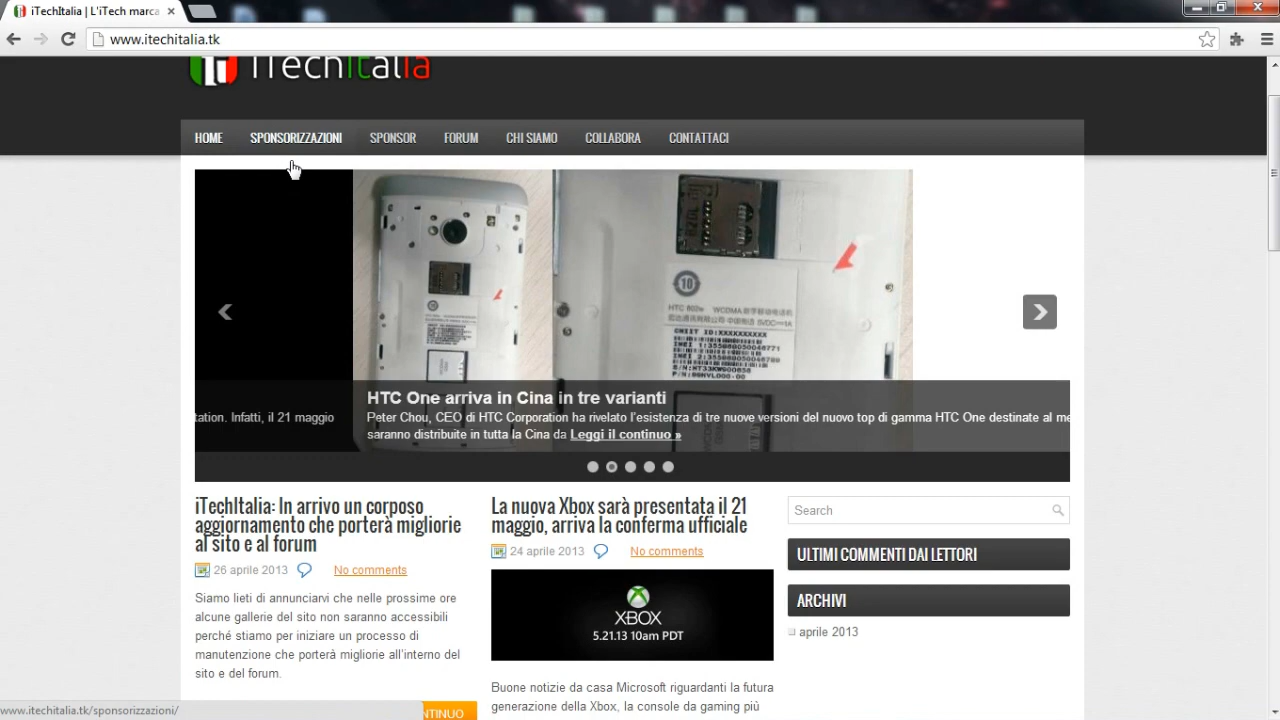 iTechItalia | L'iTech marca
www.itechitalia.tk
iTechItalia
HOME SPONSORIZZAZIONI SPONSOR FORUM CHI SIAMO COLLABORA CONTATTACI
HTC 802w WCDMA
HTC One arriva in Cina in tre varianti
tation. Infatti, il 21 maggio
Peter Chou, CEO di HTC Corporation ha rivelato l'esistenza di tre nuove versioni del nuovo top di gamma HTC One destinate al me
saranno distribuite in tutta la Cina da Leggi il continuo »
iTechItalia: In arrivo un corposo
aggiornamento che porterà migliorie
al sito e al forum
26 aprile 2013 No comments
Siamo lieti di annunciarvi che nelle prossime ore
alcune gallerie del sito non saranno accessibili
perché stiamo per iniziare un processo di
manutenzione che porterà migliorie all'interno del
sito e del forum.
NTINUO
La nuova Xbox sarà presentata il 21
maggio, arriva la conferma ufficiale
24 aprile 2013 No comments
XBOX
5.21.13 10am PDT
Buone notizie da casa Microsoft riguardanti la futura
generazione della Xbox, la console da gaming più
Search
ULTIMI COMMENTI DAI LETTORI
ARCHIVI
aprile 2013
www.itechitalia.tk/sponsorizzazioni/